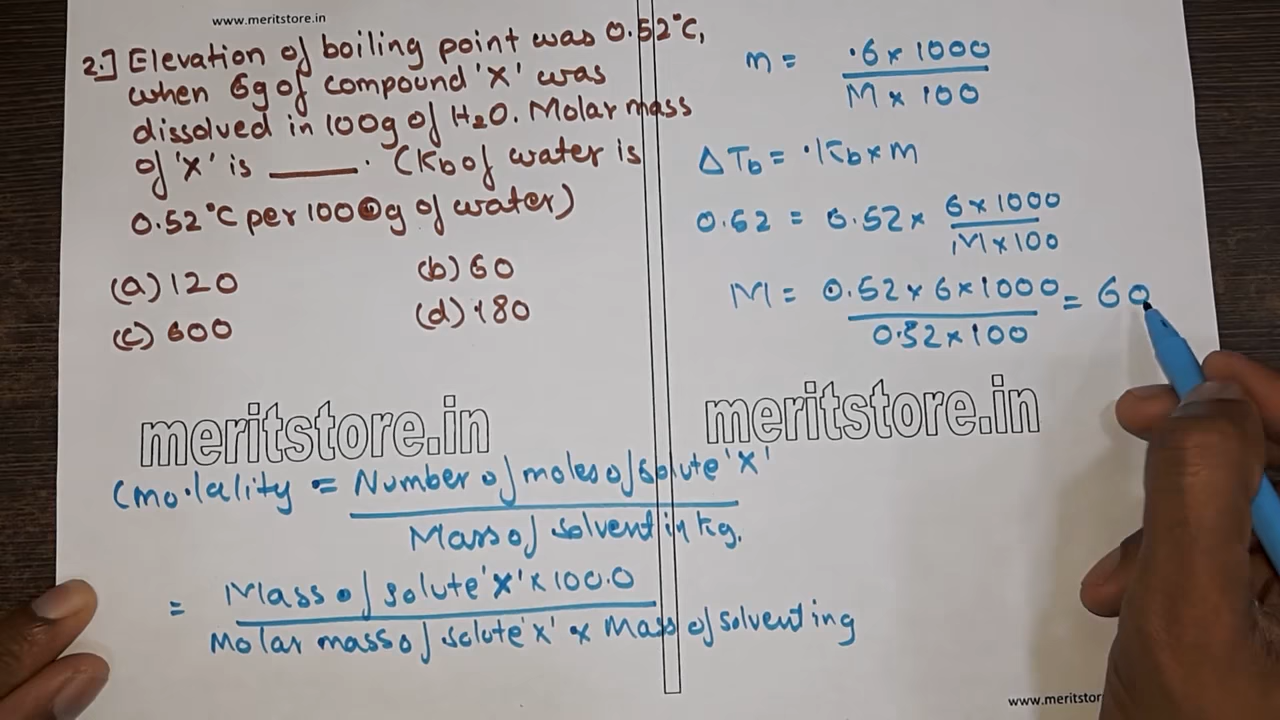 www.meritstore.in
2.] Elevation of boiling point was 0.52°C,
when 6g of compound 'X' was
dissolved in 100g of H₂O. Molar mass
of 'X' is ____. (Kb of water is
0.52°C per 1000g of water)
(a) 120
(b) 60
(c) 600
(d) 180
meritstore.in
(molality = Number of moles of solute 'X'
Mass of solvent in kg.
= Mass of solute 'X' × 100.0
Molar mass of solute 'X' × Mass of solvent in g
m = .6 × 1000
M × 100
ΔTb = .Kb × m
0.52 = 0.52 × 6 × 1000
M × 100
M = 0.52 × 6 × 1000 = 60
0.52 × 100
meritstore.in